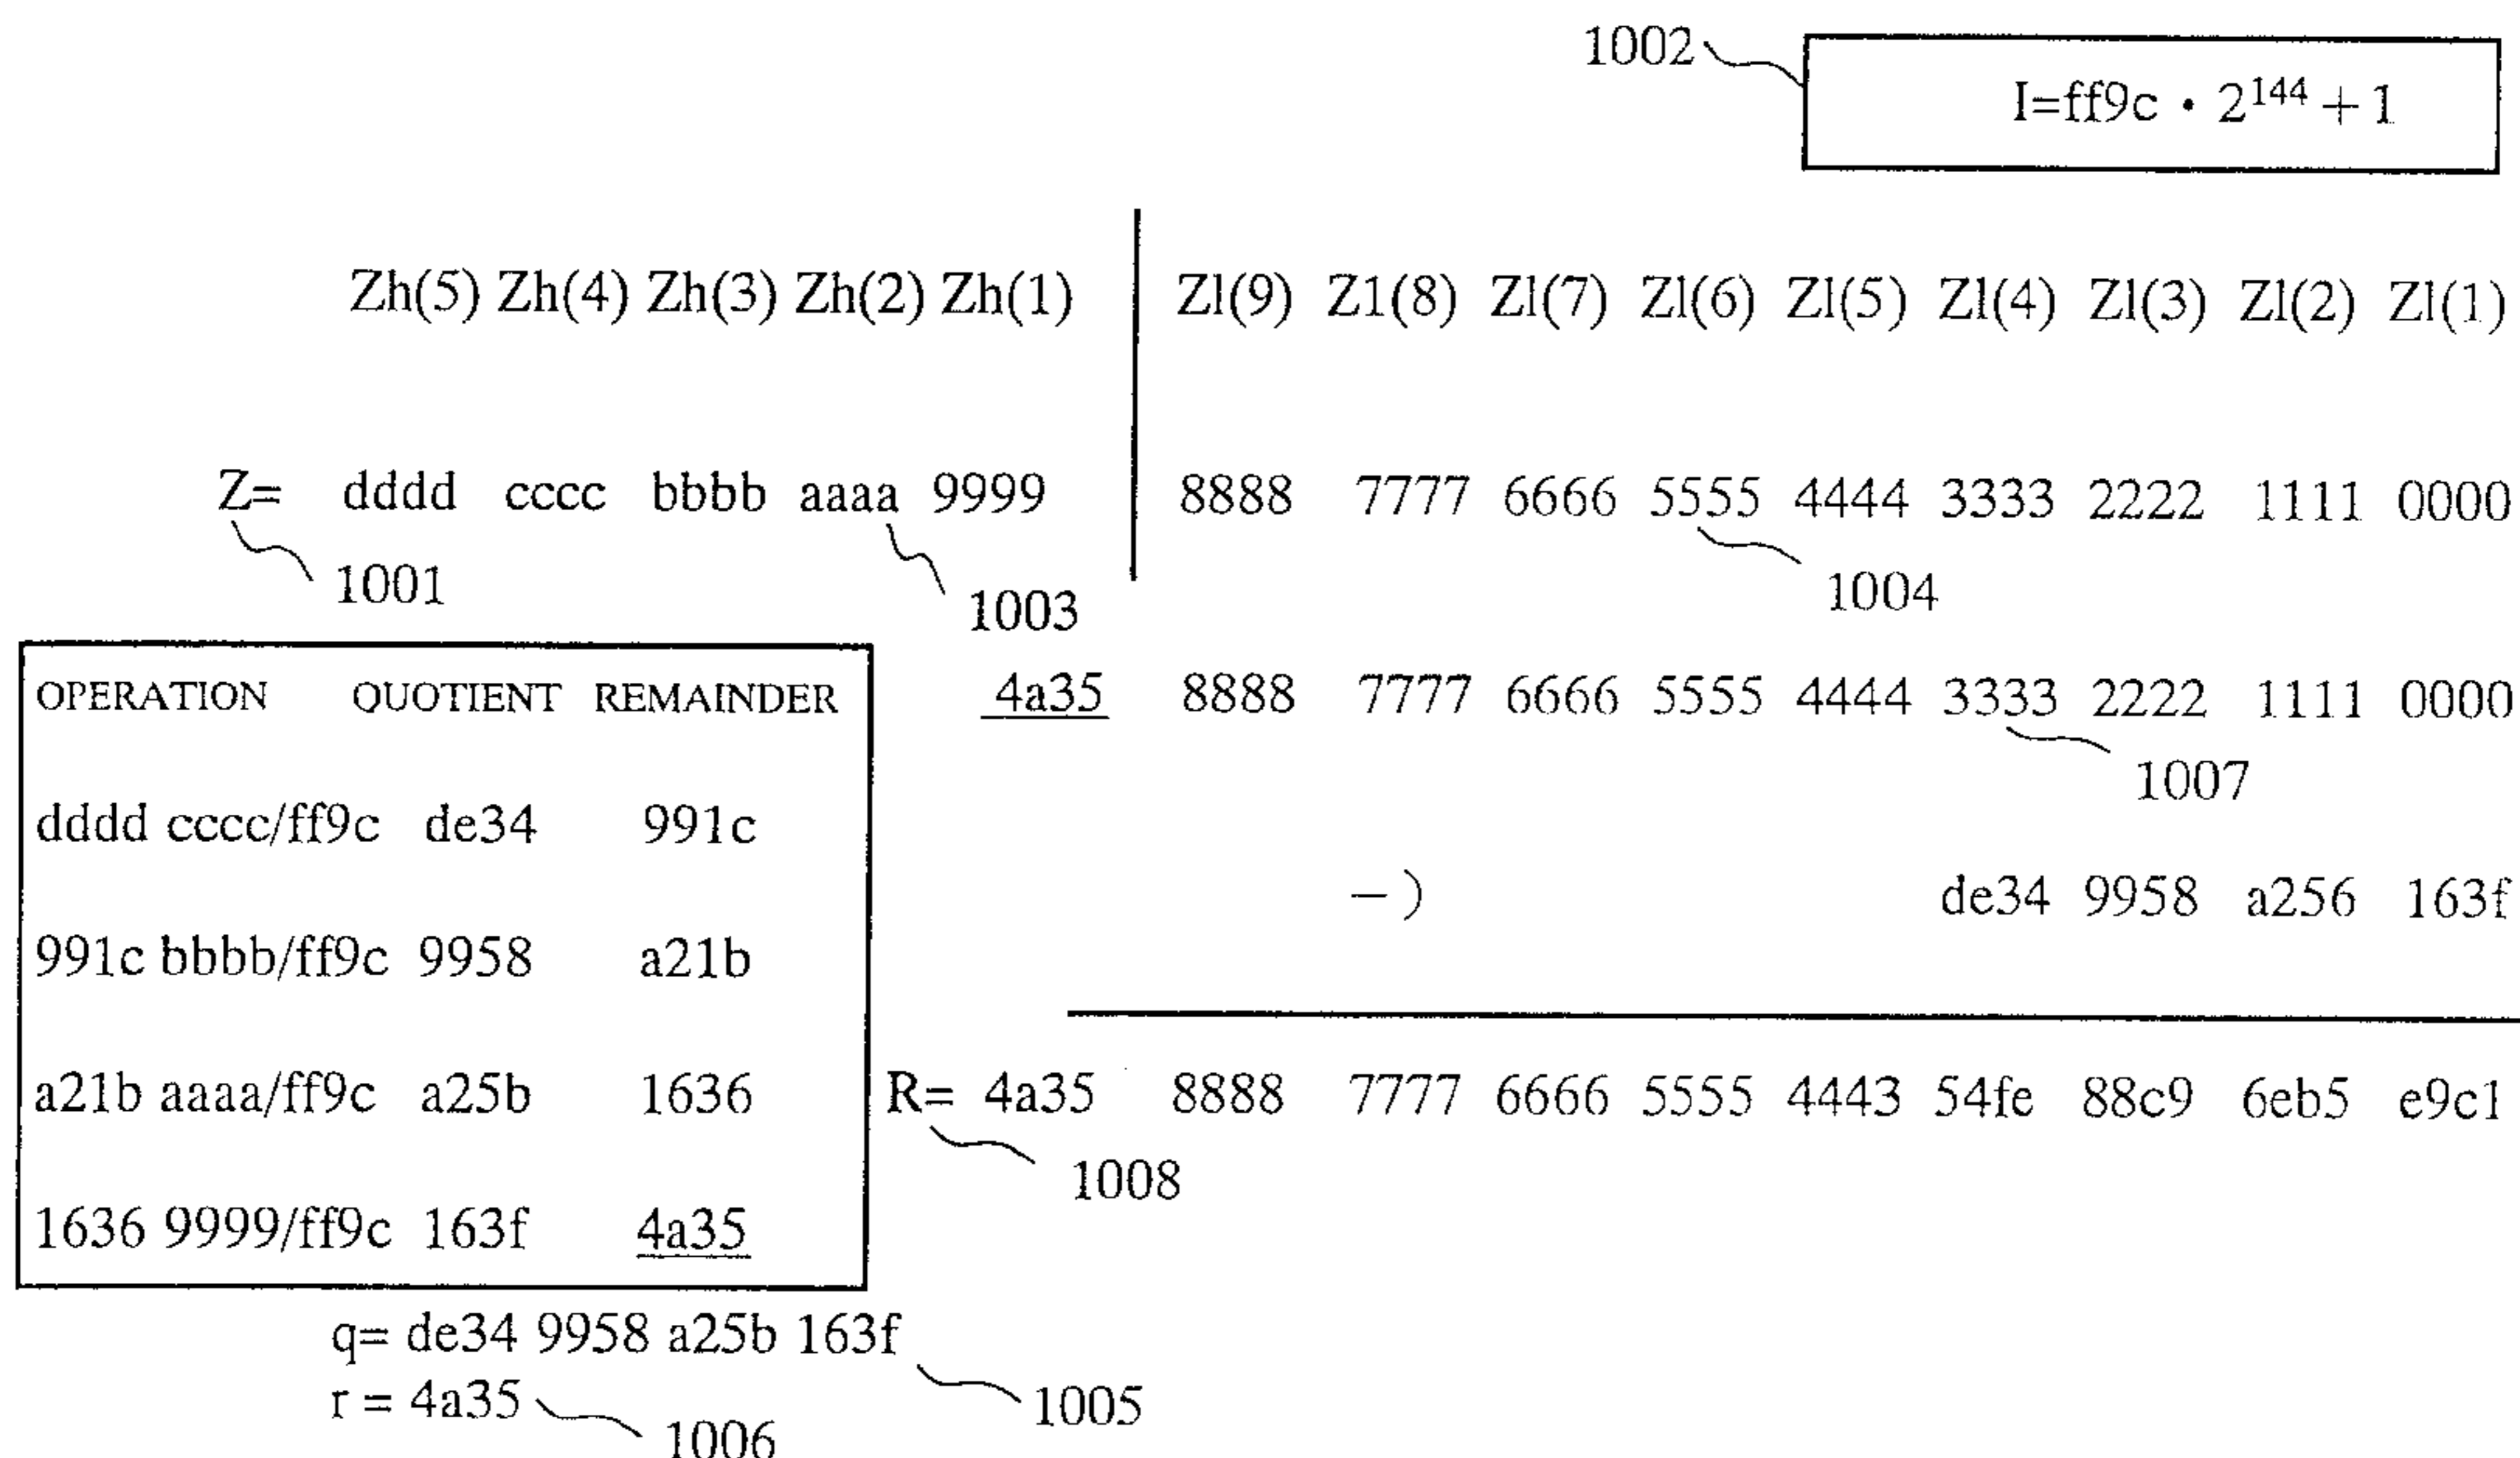 1002
I=ff9c • 2^144 + 1
Zh(5) Zh(4) Zh(3) Zh(2) Zh(1) Zl(9) Z1(8) Zl(7) Zl(6) Zl(5) Zl(4) Zl(3) Zl(2) Zl(1)
Z= dddd cccc bbbb aaaa 9999 8888 7777 6666 5555 4444 3333 2222 1111 0000
1001
1003
1004
4a35 8888 7777 6666 5555 4444 3333 2222 1111 0000
1007
−) de34 9958 a256 163f
R= 4a35 8888 7777 6666 5555 4443 54fe 88c9 6eb5 e9c1
1008
OPERATION QUOTIENT REMAINDER
dddd cccc/ff9c de34 991c
991c bbbb/ff9c 9958 a21b
a21b aaaa/ff9c a25b 1636
1636 9999/ff9c 163f 4a35
q= de34 9958 a25b 163f
1005
r = 4a35
1006